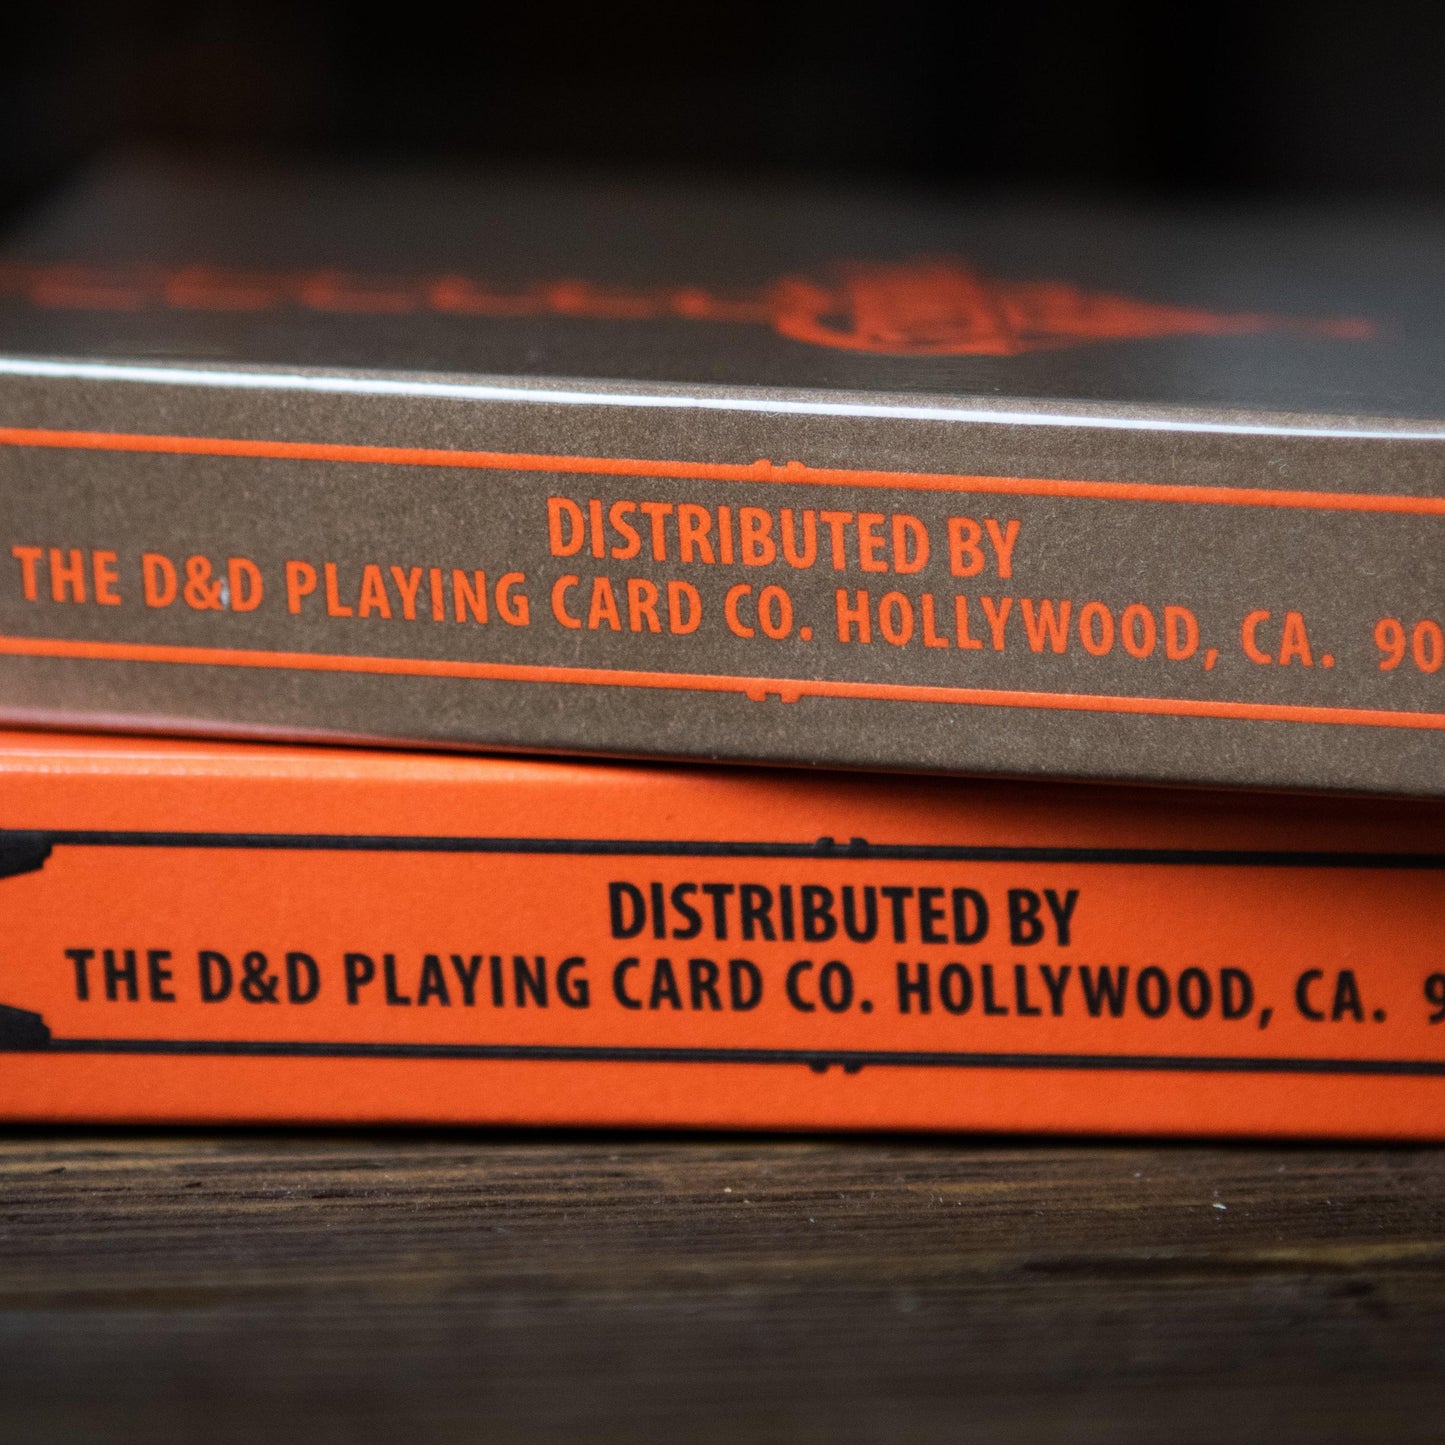 DISTRIBUTED BY
THE D&D PLAYING CARD CO. HOLLYWOOD, CA. 90
DISTRIBUTED BY
THE D&D PLAYING CARD CO. HOLLYWOOD, CA. 9